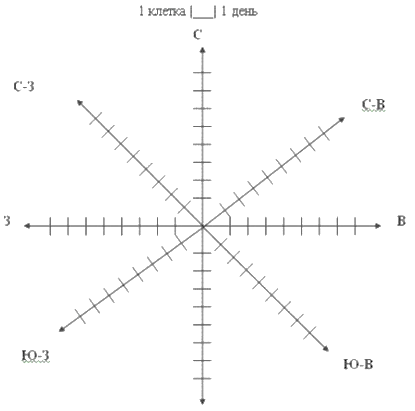 1 клетка |___| 1 день
С
С-З
С-В
З
В
Ю-З
Ю-В